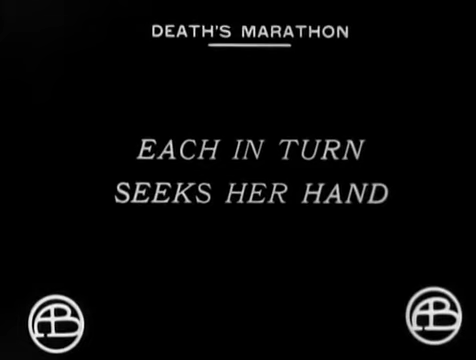 DEATH'S MARATHON
EACH IN TURN
SEEKS HER HAND
AB AB